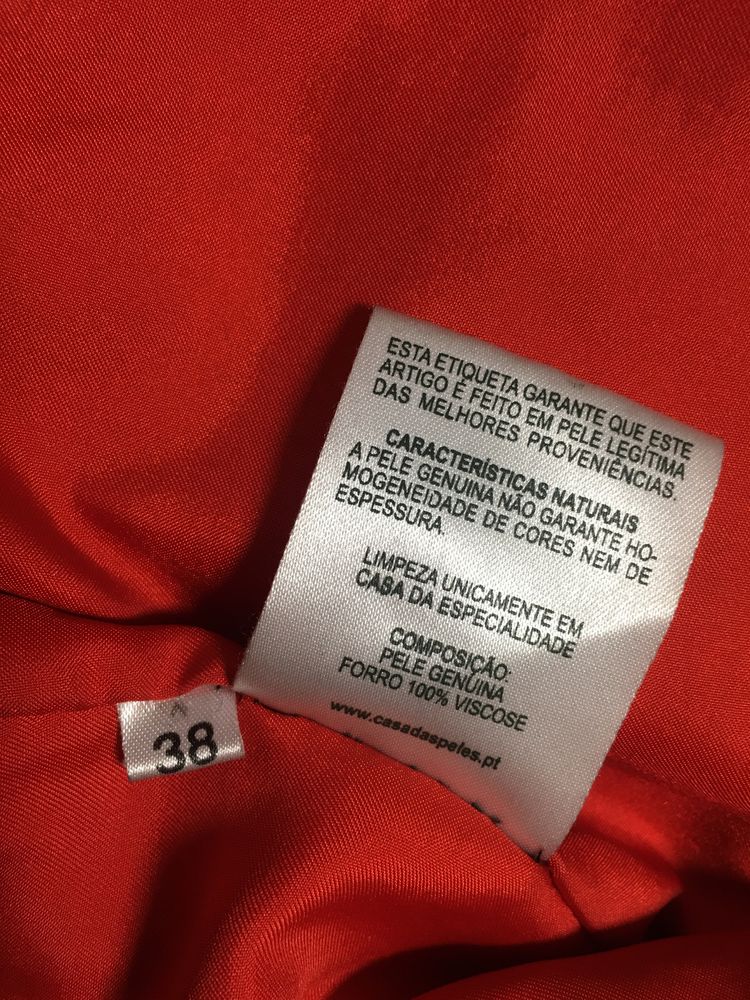 ESTA ETIQUETA GARANTE QUE ESTE
ARTIGO É FEITO EM PELE LEGÍTIMA
DAS MELHORES PROVENIÊNCIAS.
CARACTERÍSTICAS NATURAIS
A PELE GENUINA NÃO GARANTE HO-
MOGENEIDADE DE CORES NEM DE
ESPESSURA.
LIMPEZA UNICAMENTE EM
CASA DA ESPECIALIDADE
COMPOSIÇÃO:
PELE GENUÍNA
FORRO 100% VISCOSE
www.casadaspeles.pt
38